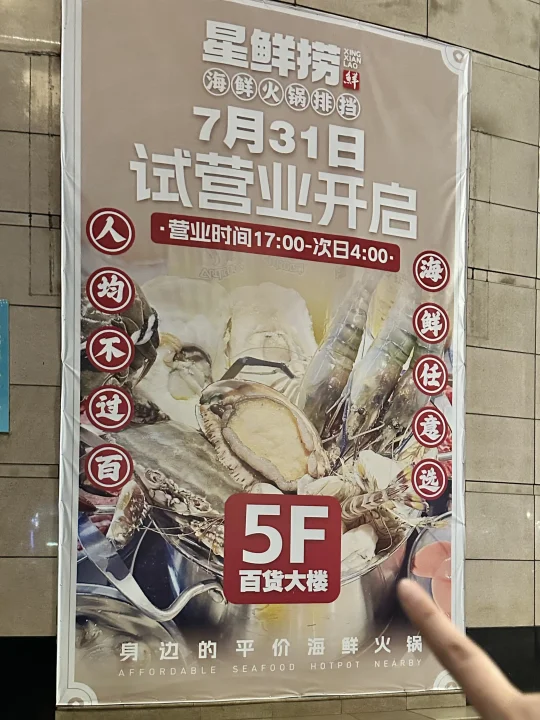 星鲜捞
XING
XIAN
LAO
鲜
海鲜火锅排挡
7月31日
试营业开启
·营业时间17:00-次日4:00·
人均不过百
海鲜任意选
5F
百货大楼
身边的平价海鲜火锅
AFFORDABLE SEAFOOD HOTPOT NEARBY